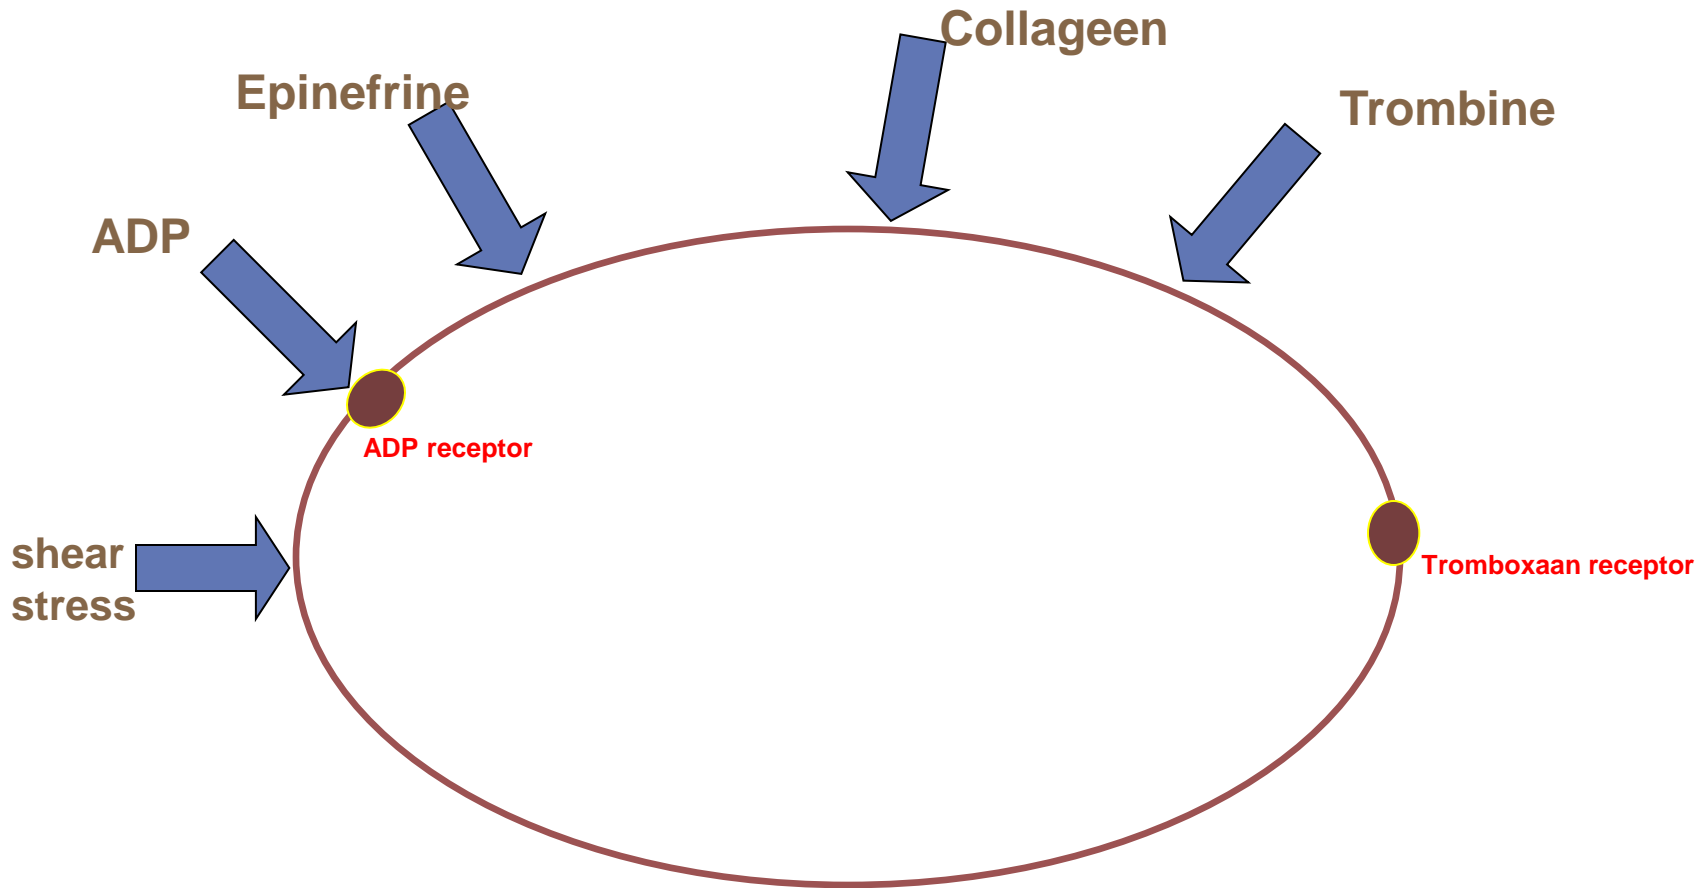 Collageen
Epinefrine
Trombine
ADP
ADP receptor
shear
stress
Tromboxaan receptor